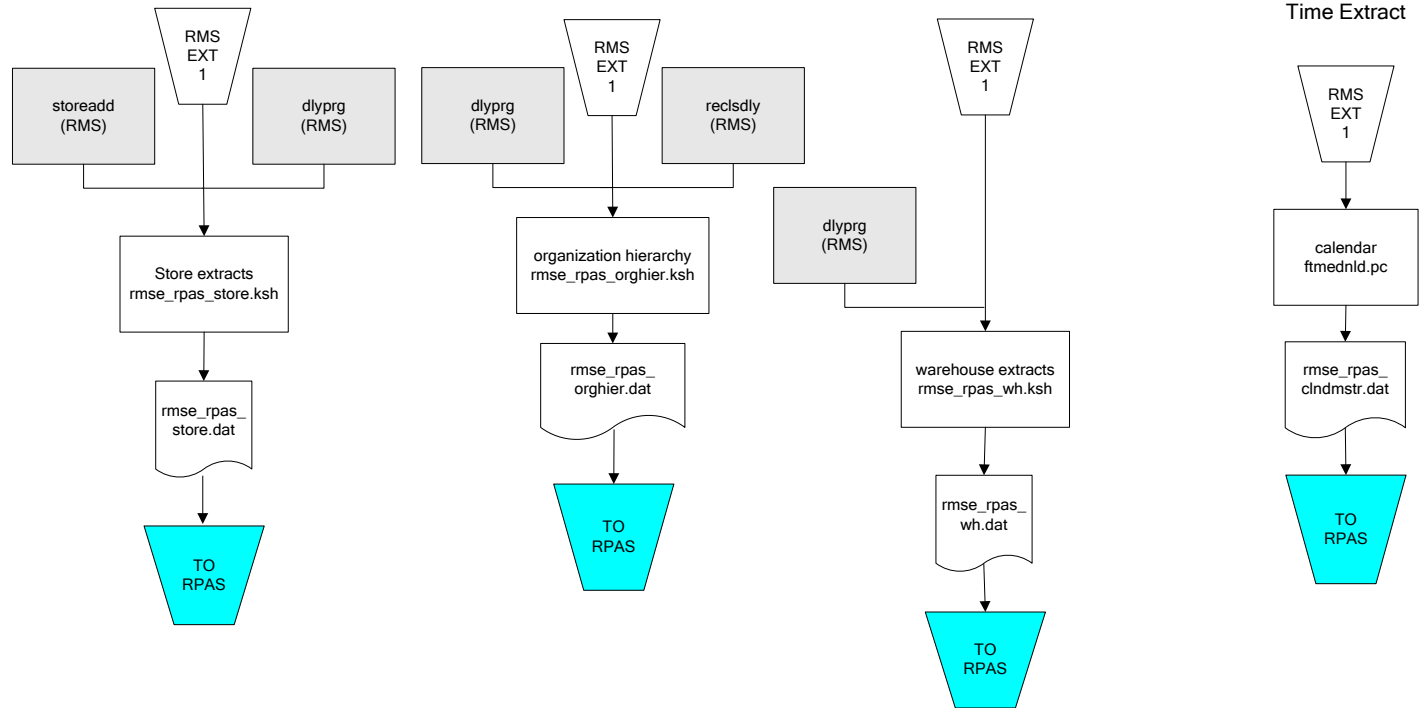 Time Extract
RMS
EXT
1
storeadd
(RMS)
dlyprg
(RMS)
Store extracts
rmse_rpas_store.ksh
rmse_rpas_
store.dat
TO
RPAS
RMS
EXT
1
dlyprg
(RMS)
reclsdly
(RMS)
organization hierarchy
rmse_rpas_orghier.ksh
rmse_rpas_
orghier.dat
TO
RPAS
RMS
EXT
1
dlyprg
(RMS)
warehouse extracts
rmse_rpas_wh.ksh
rmse_rpas_
wh.dat
TO
RPAS
RMS
EXT
1
calendar
ftmednld.pc
rmse_rpas_
clndmstr.dat
TO
RPAS